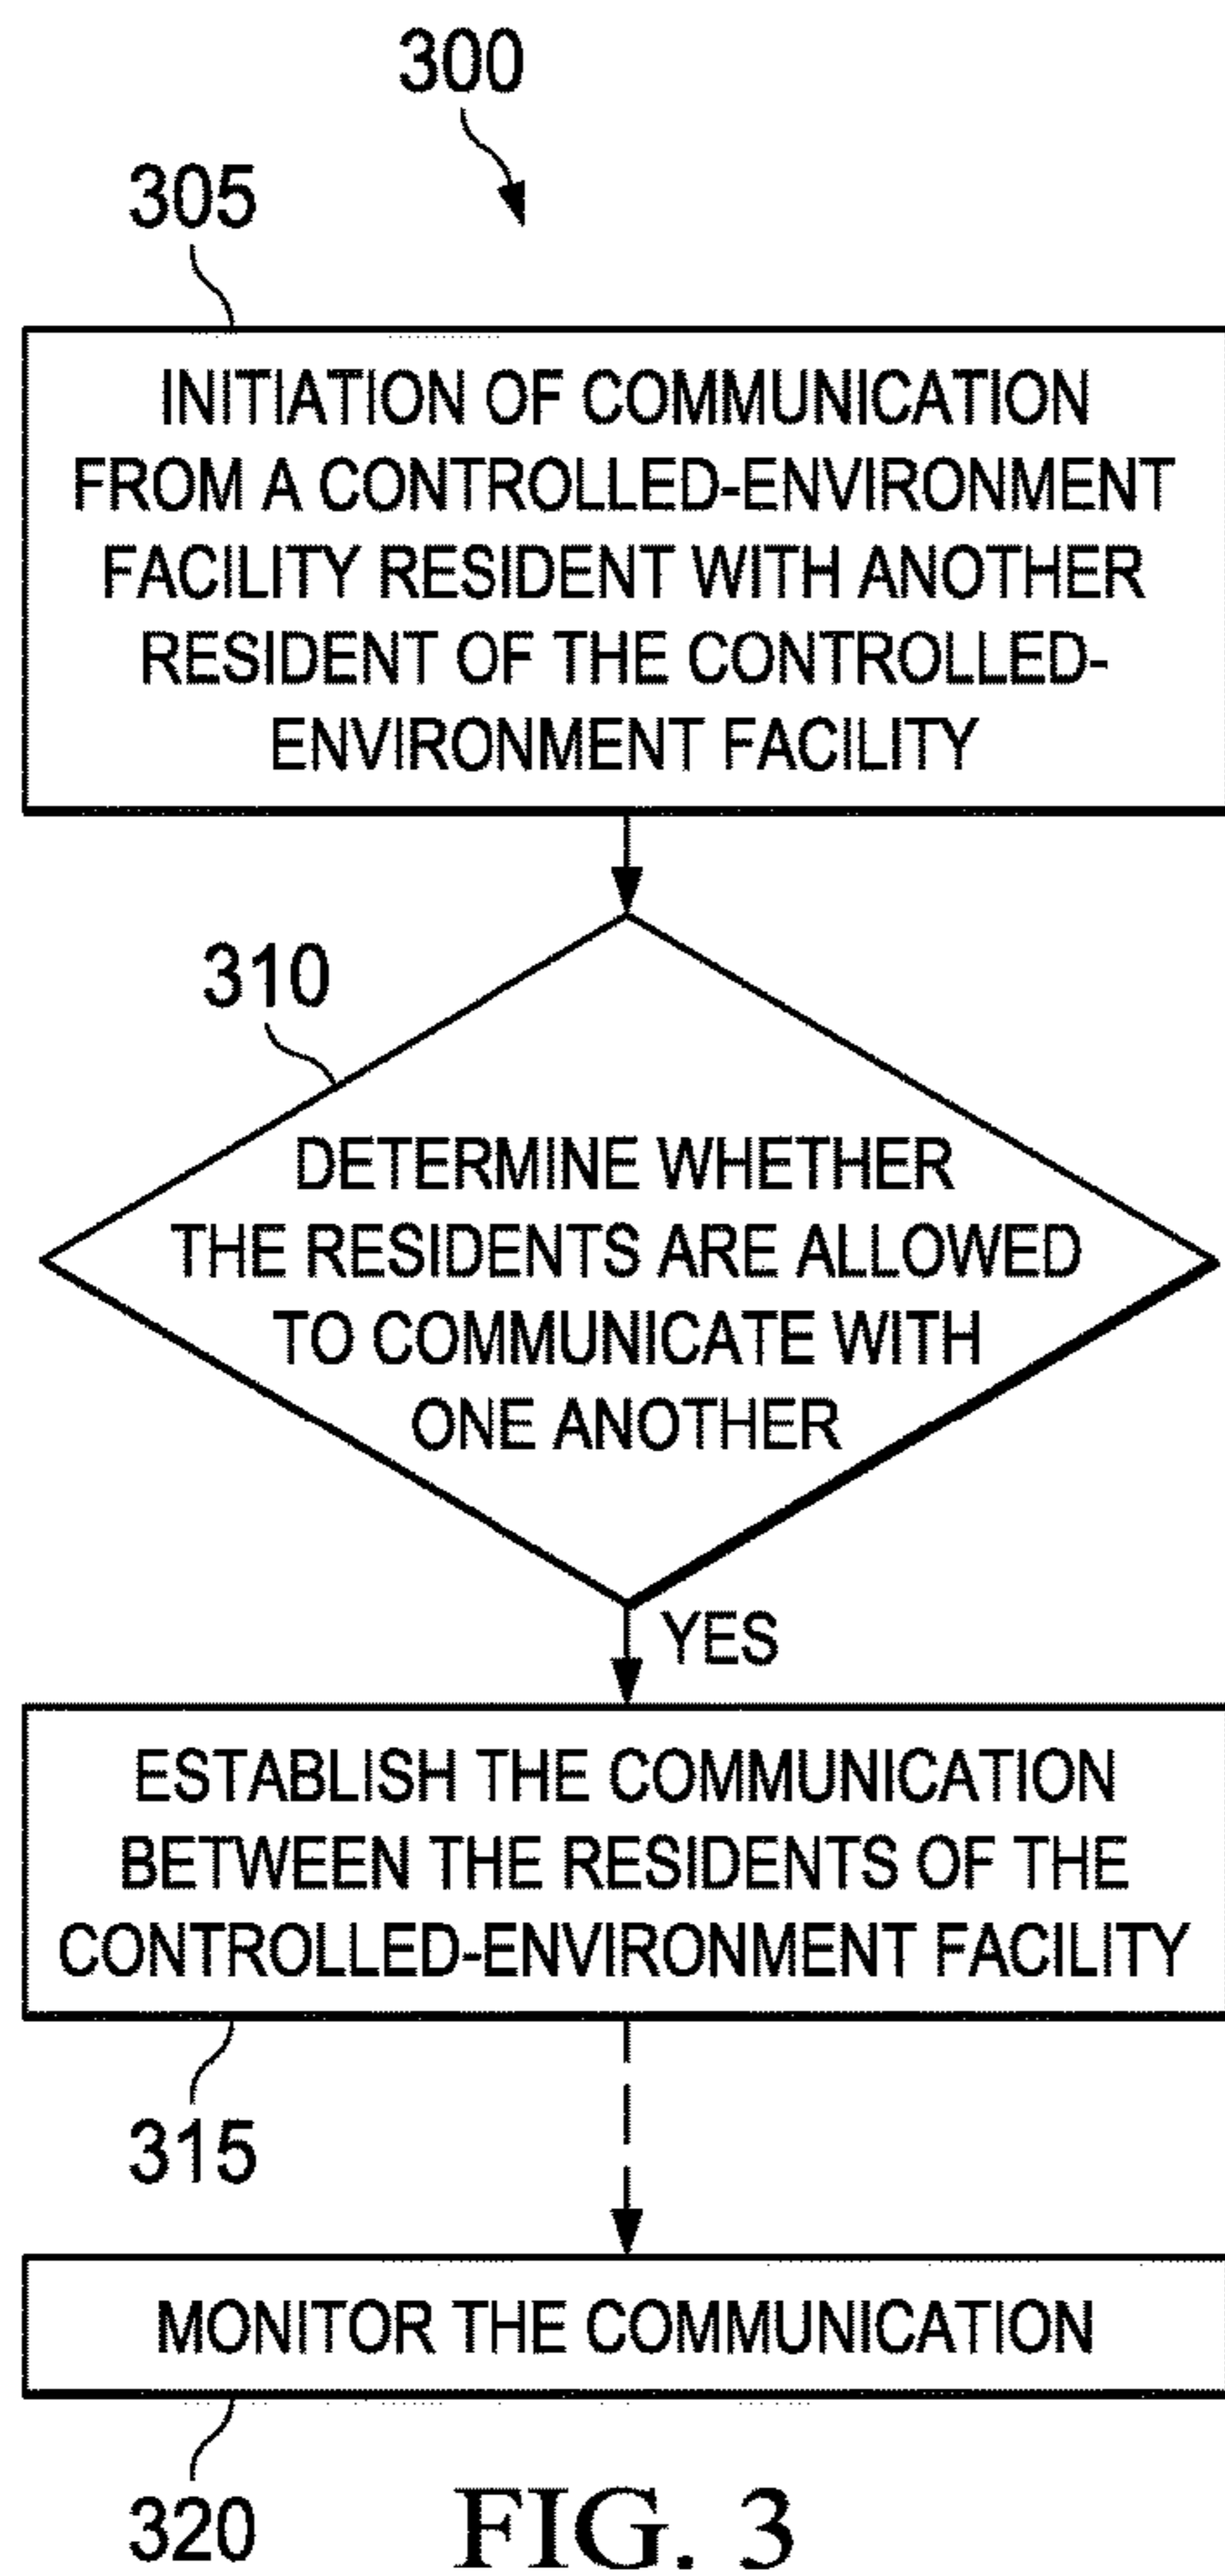 300
305
INITIATION OF COMMUNICATION
FROM A CONTROLLED-ENVIRONMENT
FACILITY RESIDENT WITH ANOTHER
RESIDENT OF THE CONTROLLED-
ENVIRONMENT FACILITY
310
DETERMINE WHETHER
THE RESIDENTS ARE ALLOWED
TO COMMUNICATE WITH
ONE ANOTHER
YES
ESTABLISH THE COMMUNICATION
BETWEEN THE RESIDENTS OF THE
CONTROLLED-ENVIRONMENT FACILITY
315
MONITOR THE COMMUNICATION
320
FIG. 3